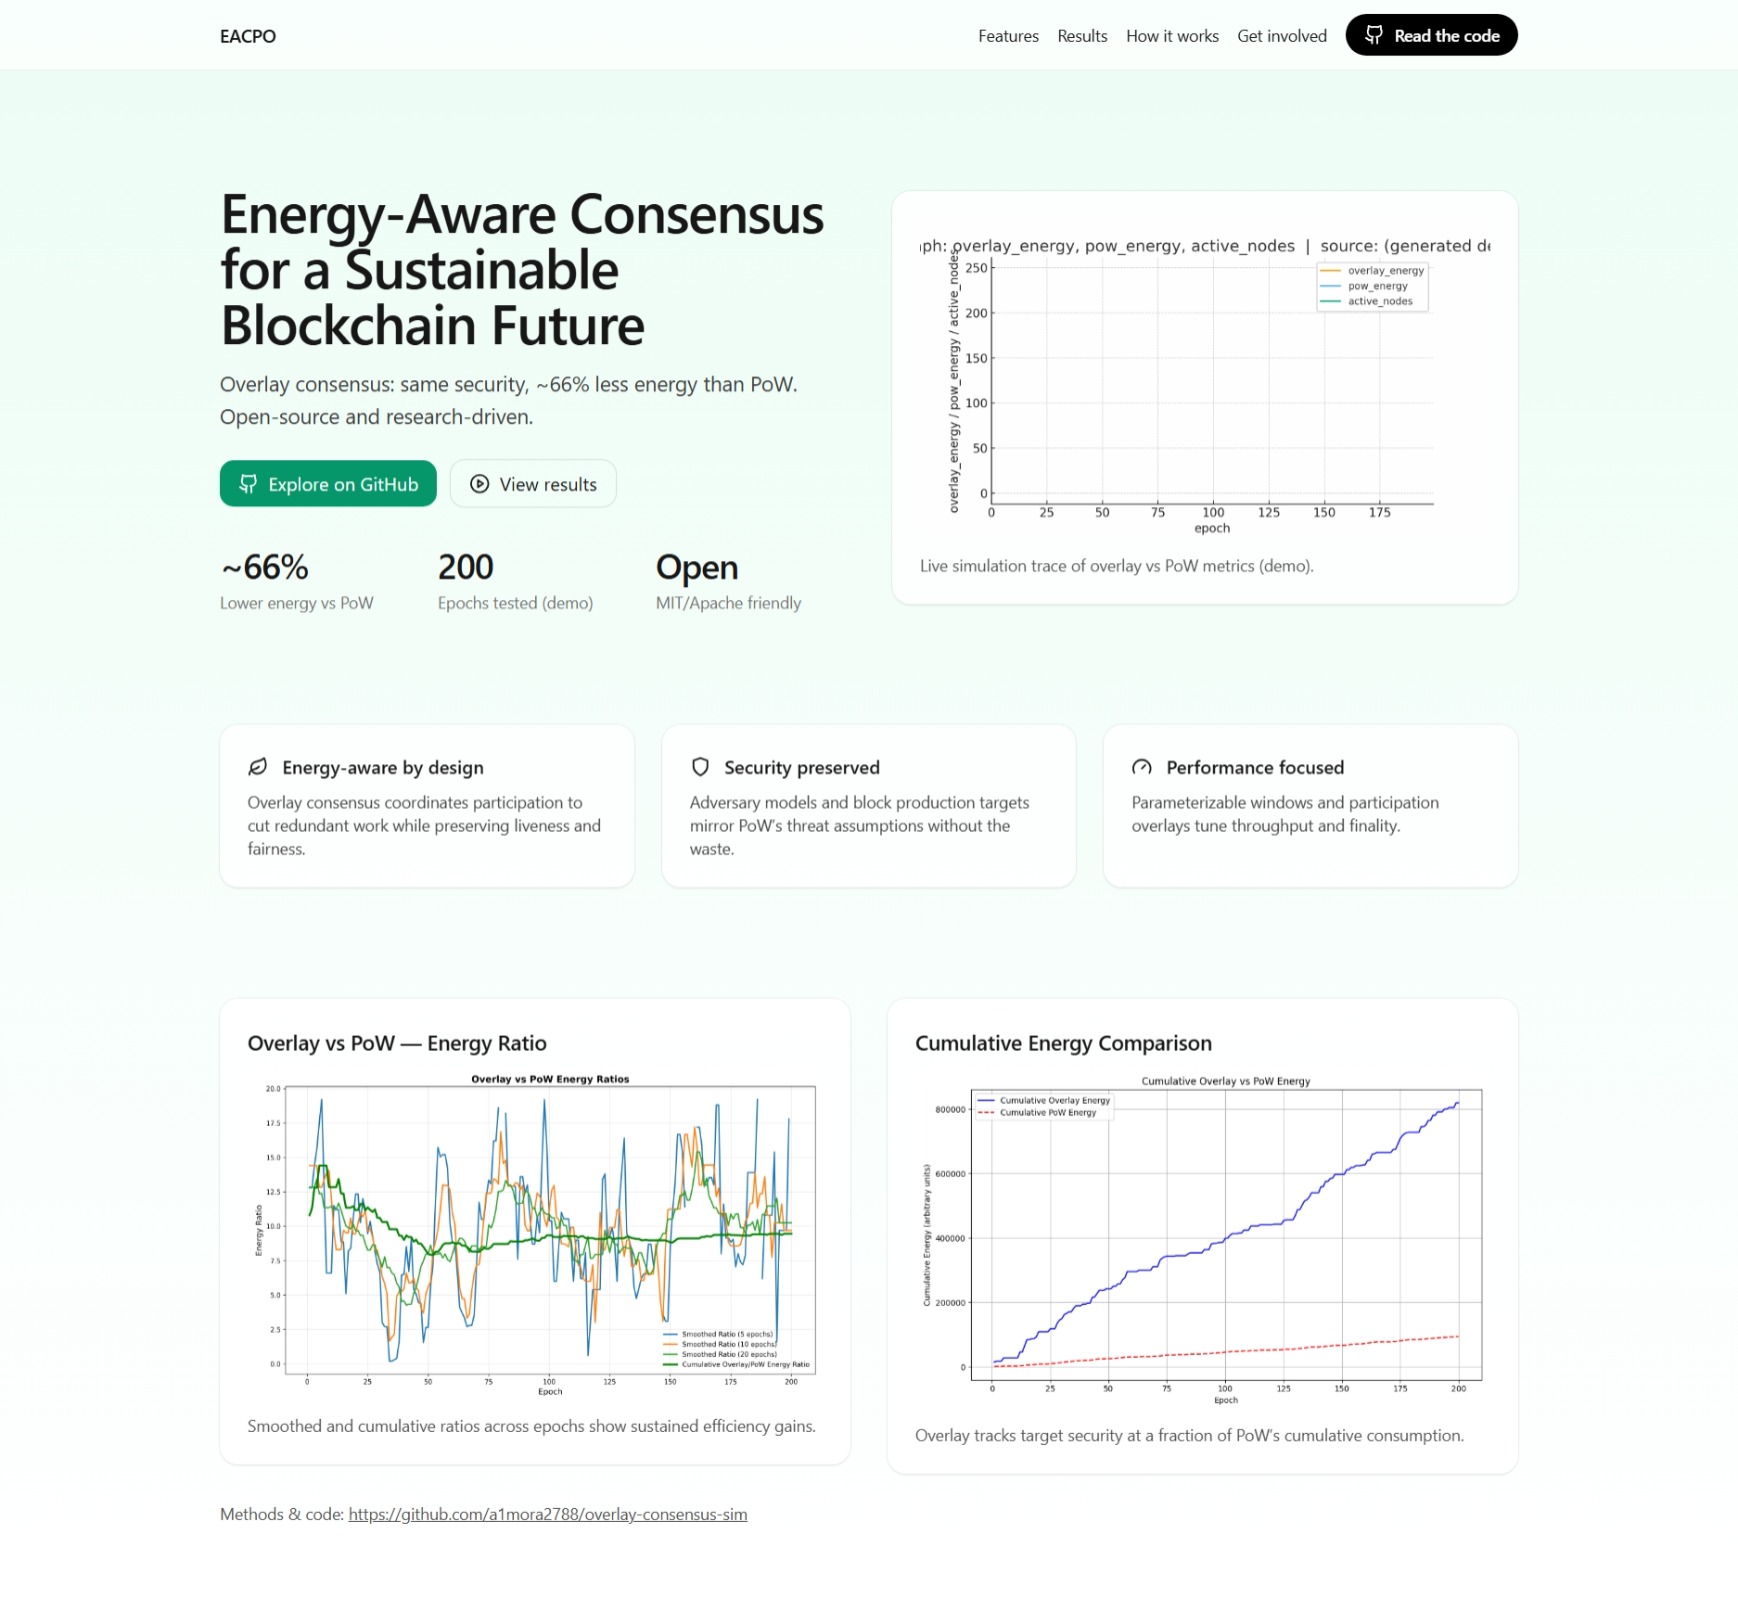 EACPO
Features
Results
How it works
Get involved
Read the code
Energy-Aware Consensus
for a Sustainable
Blockchain Future
Overlay consensus: same security, ~66% less energy than PoW.
Open-source and research-driven.
Explore on GitHub
View results
~66%
Lower energy vs PoW
200
Epochs tested (demo)
Open
MIT/Apache friendly
ph: overlay_energy, pow_energy, active_nodes | source: (generated de
overlay_energy / pow_energy / active_nodes
250
200
150
100
50
0
overlay_energy
pow_energy
active_nodes
0 25 50 75 100 125 150 175
epoch
Live simulation trace of overlay vs PoW metrics (demo).
Energy-aware by design
Overlay consensus coordinates participation to
cut redundant work while preserving liveness and
fairness.
Security preserved
Adversary models and block production targets
mirror PoW's threat assumptions without the
waste.
Performance focused
Parameterizable windows and participation
overlays tune throughput and finality.
Overlay vs PoW — Energy Ratio
Overlay vs PoW Energy Ratios
Energy Ratio
20.0
17.5
15.0
12.5
10.0
7.5
5.0
2.5
0.0
Smoothed Ratio (5 epochs)
Smoothed Ratio (10 epochs)
Smoothed Ratio (20 epochs)
Cumulative Overlay/PoW Energy Ratio
0 25 50 75 100 125 150 175 200
Epoch
Smoothed and cumulative ratios across epochs show sustained efficiency gains.
Cumulative Energy Comparison
Cumulative Overlay vs PoW Energy
Cumulative Overlay Energy
Cumulative PoW Energy
Cumulative Energy (arbitrary units)
800000
600000
400000
200000
0
0 25 50 75 100 125 150 175 200
Epoch
Overlay tracks target security at a fraction of PoW's cumulative consumption.
Methods & code: https://github.com/a1mora2788/overlay-consensus-sim